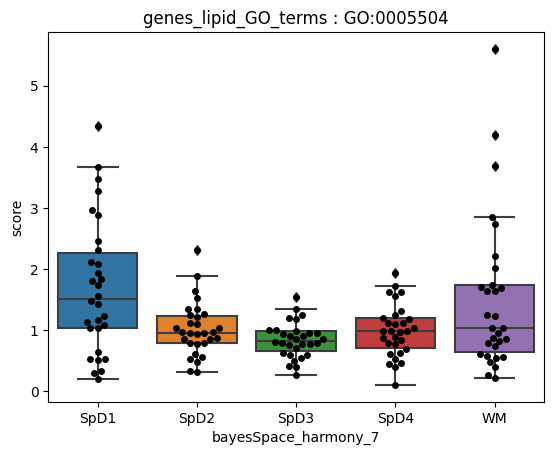 genes_lipid_GO_terms : GO:0005504
score
5
4
3
2
1
0
SpD1 SpD2 SpD3 SpD4 WM
bayesSpace_harmony_7